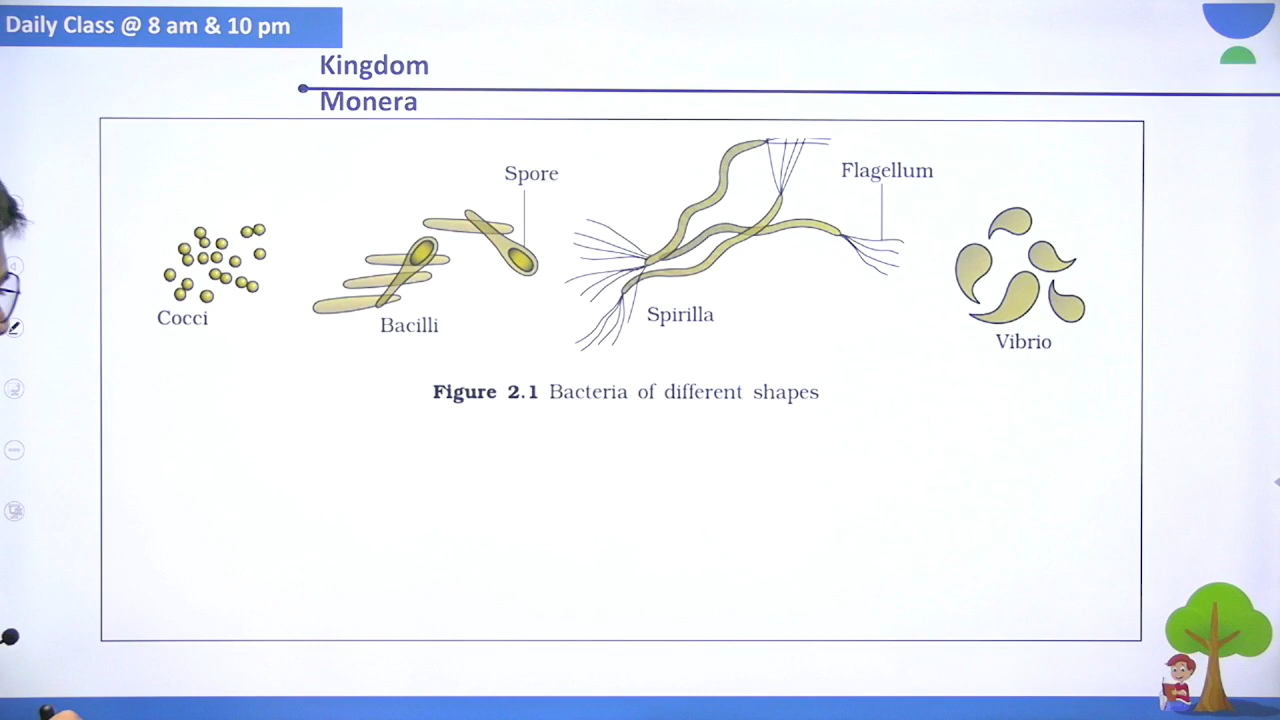 Daily Class @ 8 am & 10 pm
Kingdom
Monera
Spore
Flagellum
Cocci
Bacilli
Spirilla
Vibrio
Figure 2.1 Bacteria of different shapes